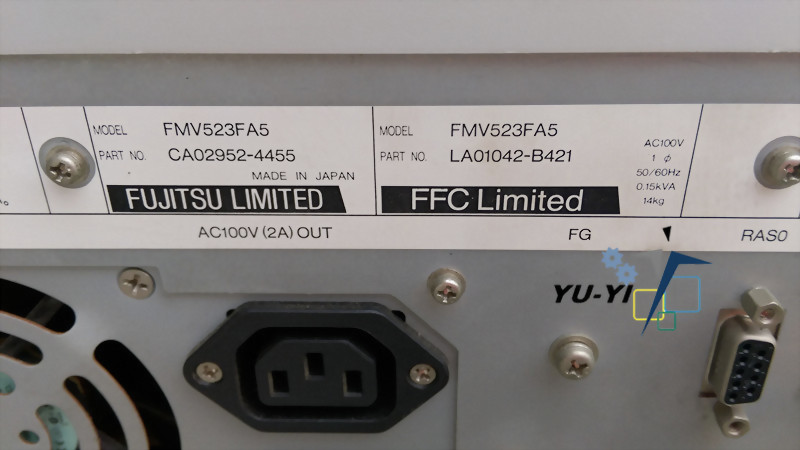 MODEL FMV523FA5
PART NO. CA02952-4455
MADE IN JAPAN
FUJITSU LIMITED
MODEL FMV523FA5
PART NO. LA01042-B421
FFC Limited
AC100V
1 φ
50/60Hz
0.15kVA
14kg
AC100V (2A) OUT
FG
RAS0
YU-YI